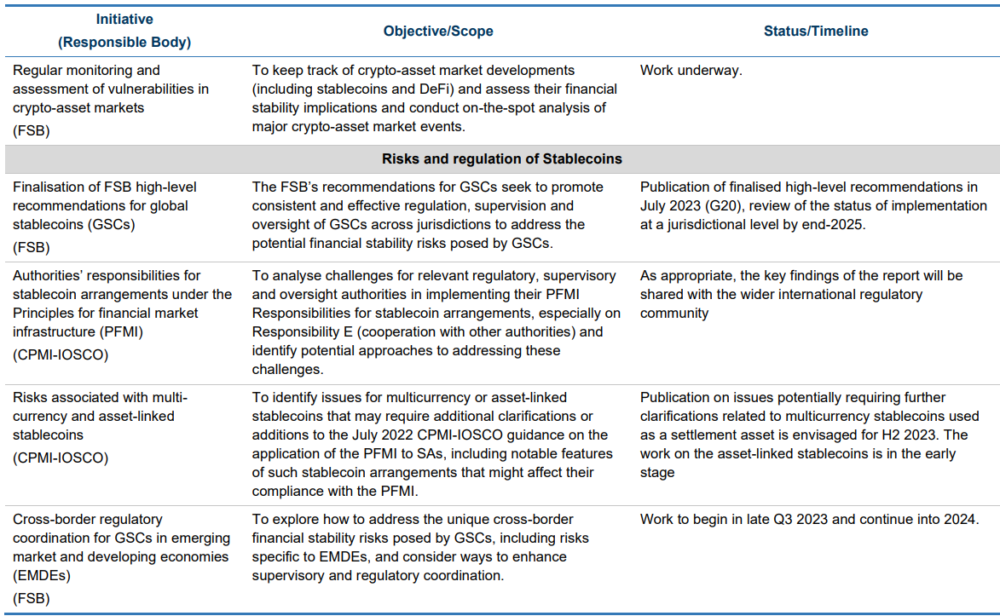 Initiative
(Responsible Body)
Objective/Scope
Status/Timeline
Regular monitoring and
assessment of vulnerabilities in
crypto-asset markets
(FSB)
To keep track of crypto-asset market developments
(including stablecoins and DeFi) and assess their financial
stability implications and conduct on-the-spot analysis of
major crypto-asset market events.
Work underway.
Risks and regulation of Stablecoins
Finalisation of FSB high-level
recommendations for global
stablecoins (GSCs)
(FSB)
The FSB’s recommendations for GSCs seek to promote
consistent and effective regulation, supervision and
oversight of GSCs across jurisdictions to address the
potential financial stability risks posed by GSCs.
Publication of finalised high-level recommendations in
July 2023 (G20), review of the status of implementation
at a jurisdictional level by end-2025.
Authorities’ responsibilities for
stablecoin arrangements under the
Principles for financial market
infrastructure (PFMI)
(CPMI-IOSCO)
To analyse challenges for relevant regulatory, supervisory
and oversight authorities in implementing their PFMI
Responsibilities for stablecoin arrangements, especially on
Responsibility E (cooperation with other authorities) and
identify potential approaches to addressing these
challenges.
As appropriate, the key findings of the report will be
shared with the wider international regulatory
community
Risks associated with multi-
currency and asset-linked
stablecoins
(CPMI-IOSCO)
To identify issues for multicurrency or asset-linked
stablecoins that may require additional clarifications or
additions to the July 2022 CPMI-IOSCO guidance on the
application of the PFMI to SAs, including notable features
of such stablecoin arrangements that might affect their
compliance with the PFMI.
Publication on issues potentially requiring further
clarifications related to multicurrency stablecoins used
as a settlement asset is envisaged for H2 2023. The
work on the asset-linked stablecoins is in the early
stage
Cross-border regulatory
coordination for GSCs in emerging
market and developing economies
(EMDEs)
(FSB)
To explore how to address the unique cross-border
financial stability risks posed by GSCs, including risks
specific to EMDEs, and consider ways to enhance
supervisory and regulatory coordination.
Work to begin in late Q3 2023 and continue into 2024.